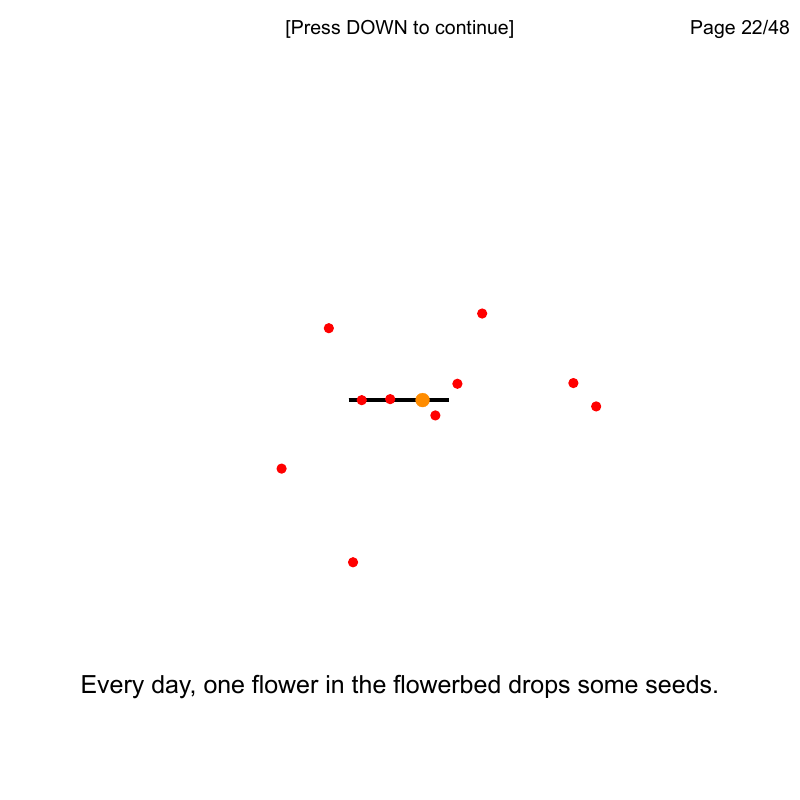 [Press DOWN to continue]
Page 22/48
Every day, one flower in the flowerbed drops some seeds.